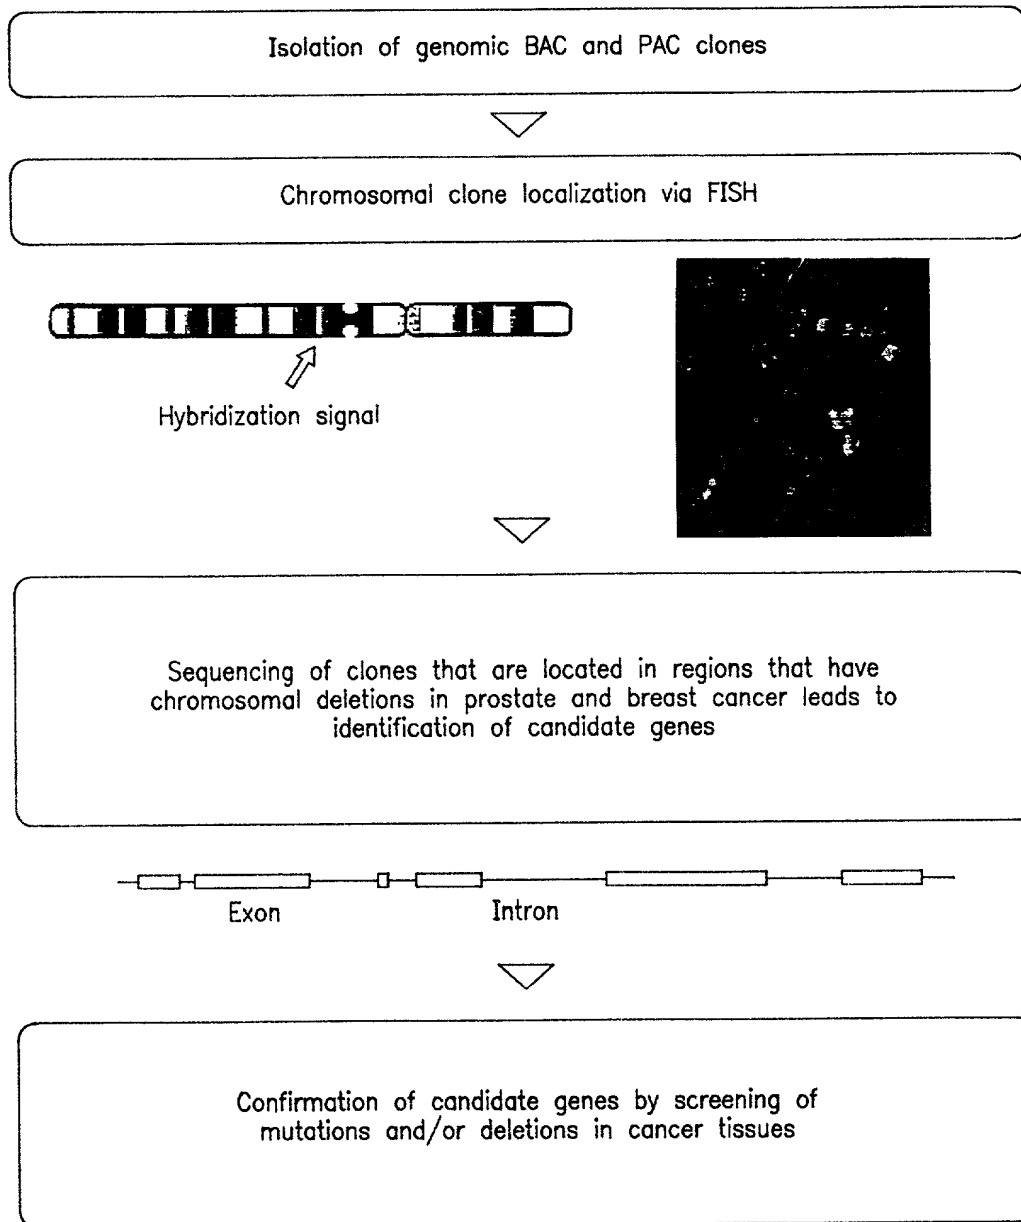 Isolation of genomic BAC and PAC clones
Chromosomal clone localization via FISH
Hybridization signal
Sequencing of clones that are located in regions that have
chromosomal deletions in prostate and breast cancer leads to
identification of candidate genes
Exon Intron
Confirmation of candidate genes by screening of
mutations and/or deletions in cancer tissues